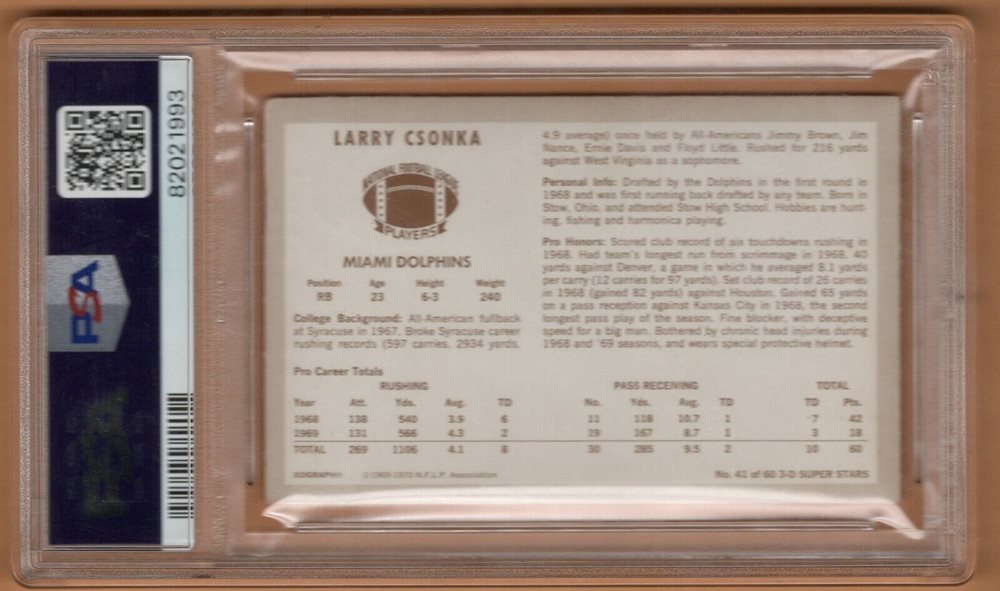 82021993
PSA
LARRY CSONKA
NATIONAL FOOTBALL LEAGUE
PLAYERS
MIAMI DOLPHINS
Position Age Height Weight
RB 23 6-3 240
College Background: All-American fullback
at Syracuse in 1967. Broke Syracuse career
rushing records (597 carries, 2934 yards,
4.9 average) once held by All-Americans Jimmy Brown, Jim
Nance, Ernie Davis and Floyd Little. Rushed for 216 yards
against West Virginia as a sophomore.
Personal Info: Drafted by the Dolphins in the first round in
1968 and was first running back drafted by any team. Born in
Stow, Ohio, and attended Stow High School. Hobbies are hunt-
ing, fishing and harmonica playing.
Pro Honors: Scored club record of six touchdowns rushing in
1968. Had team's longest run from scrimmage in 1968, 40
yards against Denver, a game in which he averaged 8.1 yards
per carry (12 carries for 97 yards). Set club record of 26 carries
in 1968 (gained 82 yards) against Houston. Gained 65 yards
on a pass reception against Kansas City in 1968, the second
longest pass play of the season. Fine blocker, with deceptive
speed for a big man. Bothered by chronic head injuries during
1968 and '69 seasons, and wears special protective helmet.
Pro Career Totals
RUSHING PASS RECEIVING TOTAL
Year Att. Yds. Avg. TD No. Yds. Avg. TD TD Pts.
1968 138 540 3.9 6 11 118 10.7 1 7 42
1969 131 566 4.3 2 19 167 8.7 1 3 18
TOTAL 269 1106 4.1 8 30 285 9.5 2 10 60
XOGRAPH® ©1969-1970 N.F.L.P. Association No. 41 of 60 3-D SUPER STARS